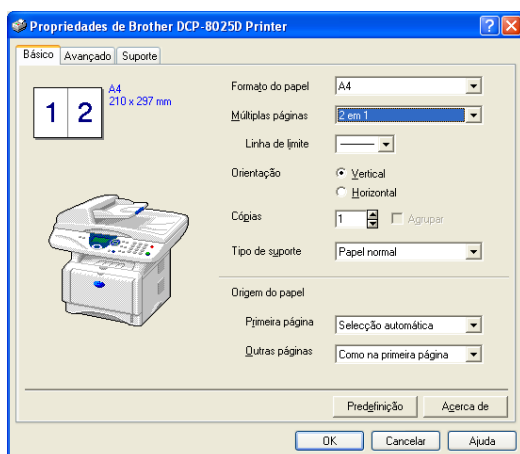 Propriedades de Brother DCP-8025D Printer
Básico Avançado Suporte
1 2
A4
210 x 297 mm
Formato do papel A4
Múltiplas páginas 2 em 1
Linha de limite
Orientação Vertical
Horizontal
Cópias 1 Agrupar
Tipo de suporte Papel normal
Origem do papel
Primeira página Selecção automática
Outras páginas Como na primeira página
Predefinição Acerca de
OK Cancelar Ajuda